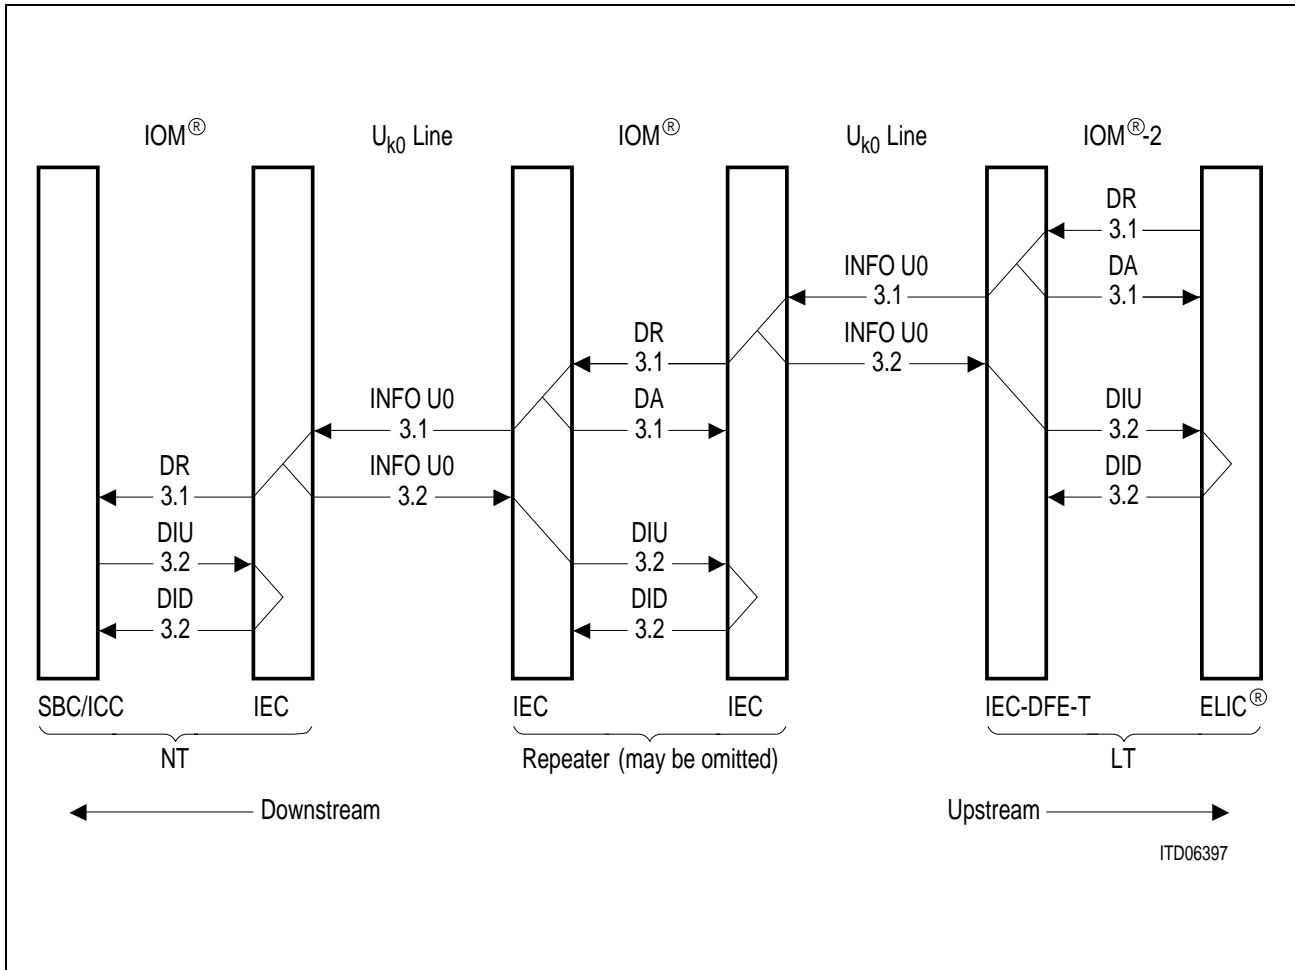 IOM® Uk0 Line IOM® Uk0 Line IOM®-2
DR
3.1
INFO U0 DA
3.1 3.1
DR INFO U0
3.1 3.2
INFO U0 DA DIU
3.1 3.1 3.2
DR INFO U0 DID
3.1 3.2 3.2
DIU DIU
3.2 3.2
DID DID
3.2 3.2
SBC/ICC IEC IEC IEC IEC-DFE-T ELIC®
NT Repeater (may be omitted) LT
Downstream Upstream
ITD06397